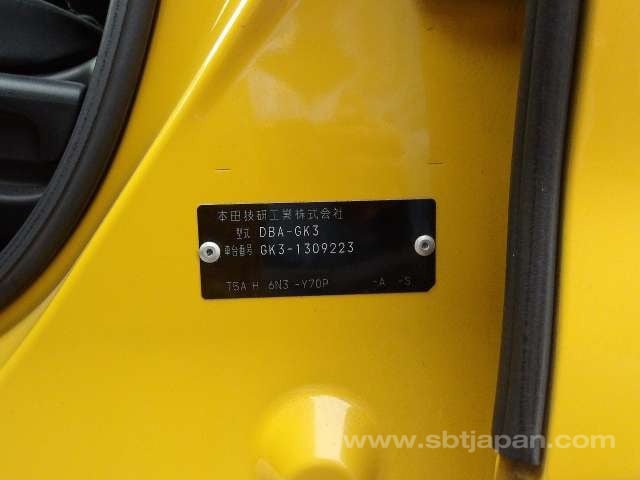 本田技研工業株式会社
型式 DBA-GK3
車台番号 GK3-1309223
T5A H 6N3 -Y70P -A -S
www.sbtjapan.com